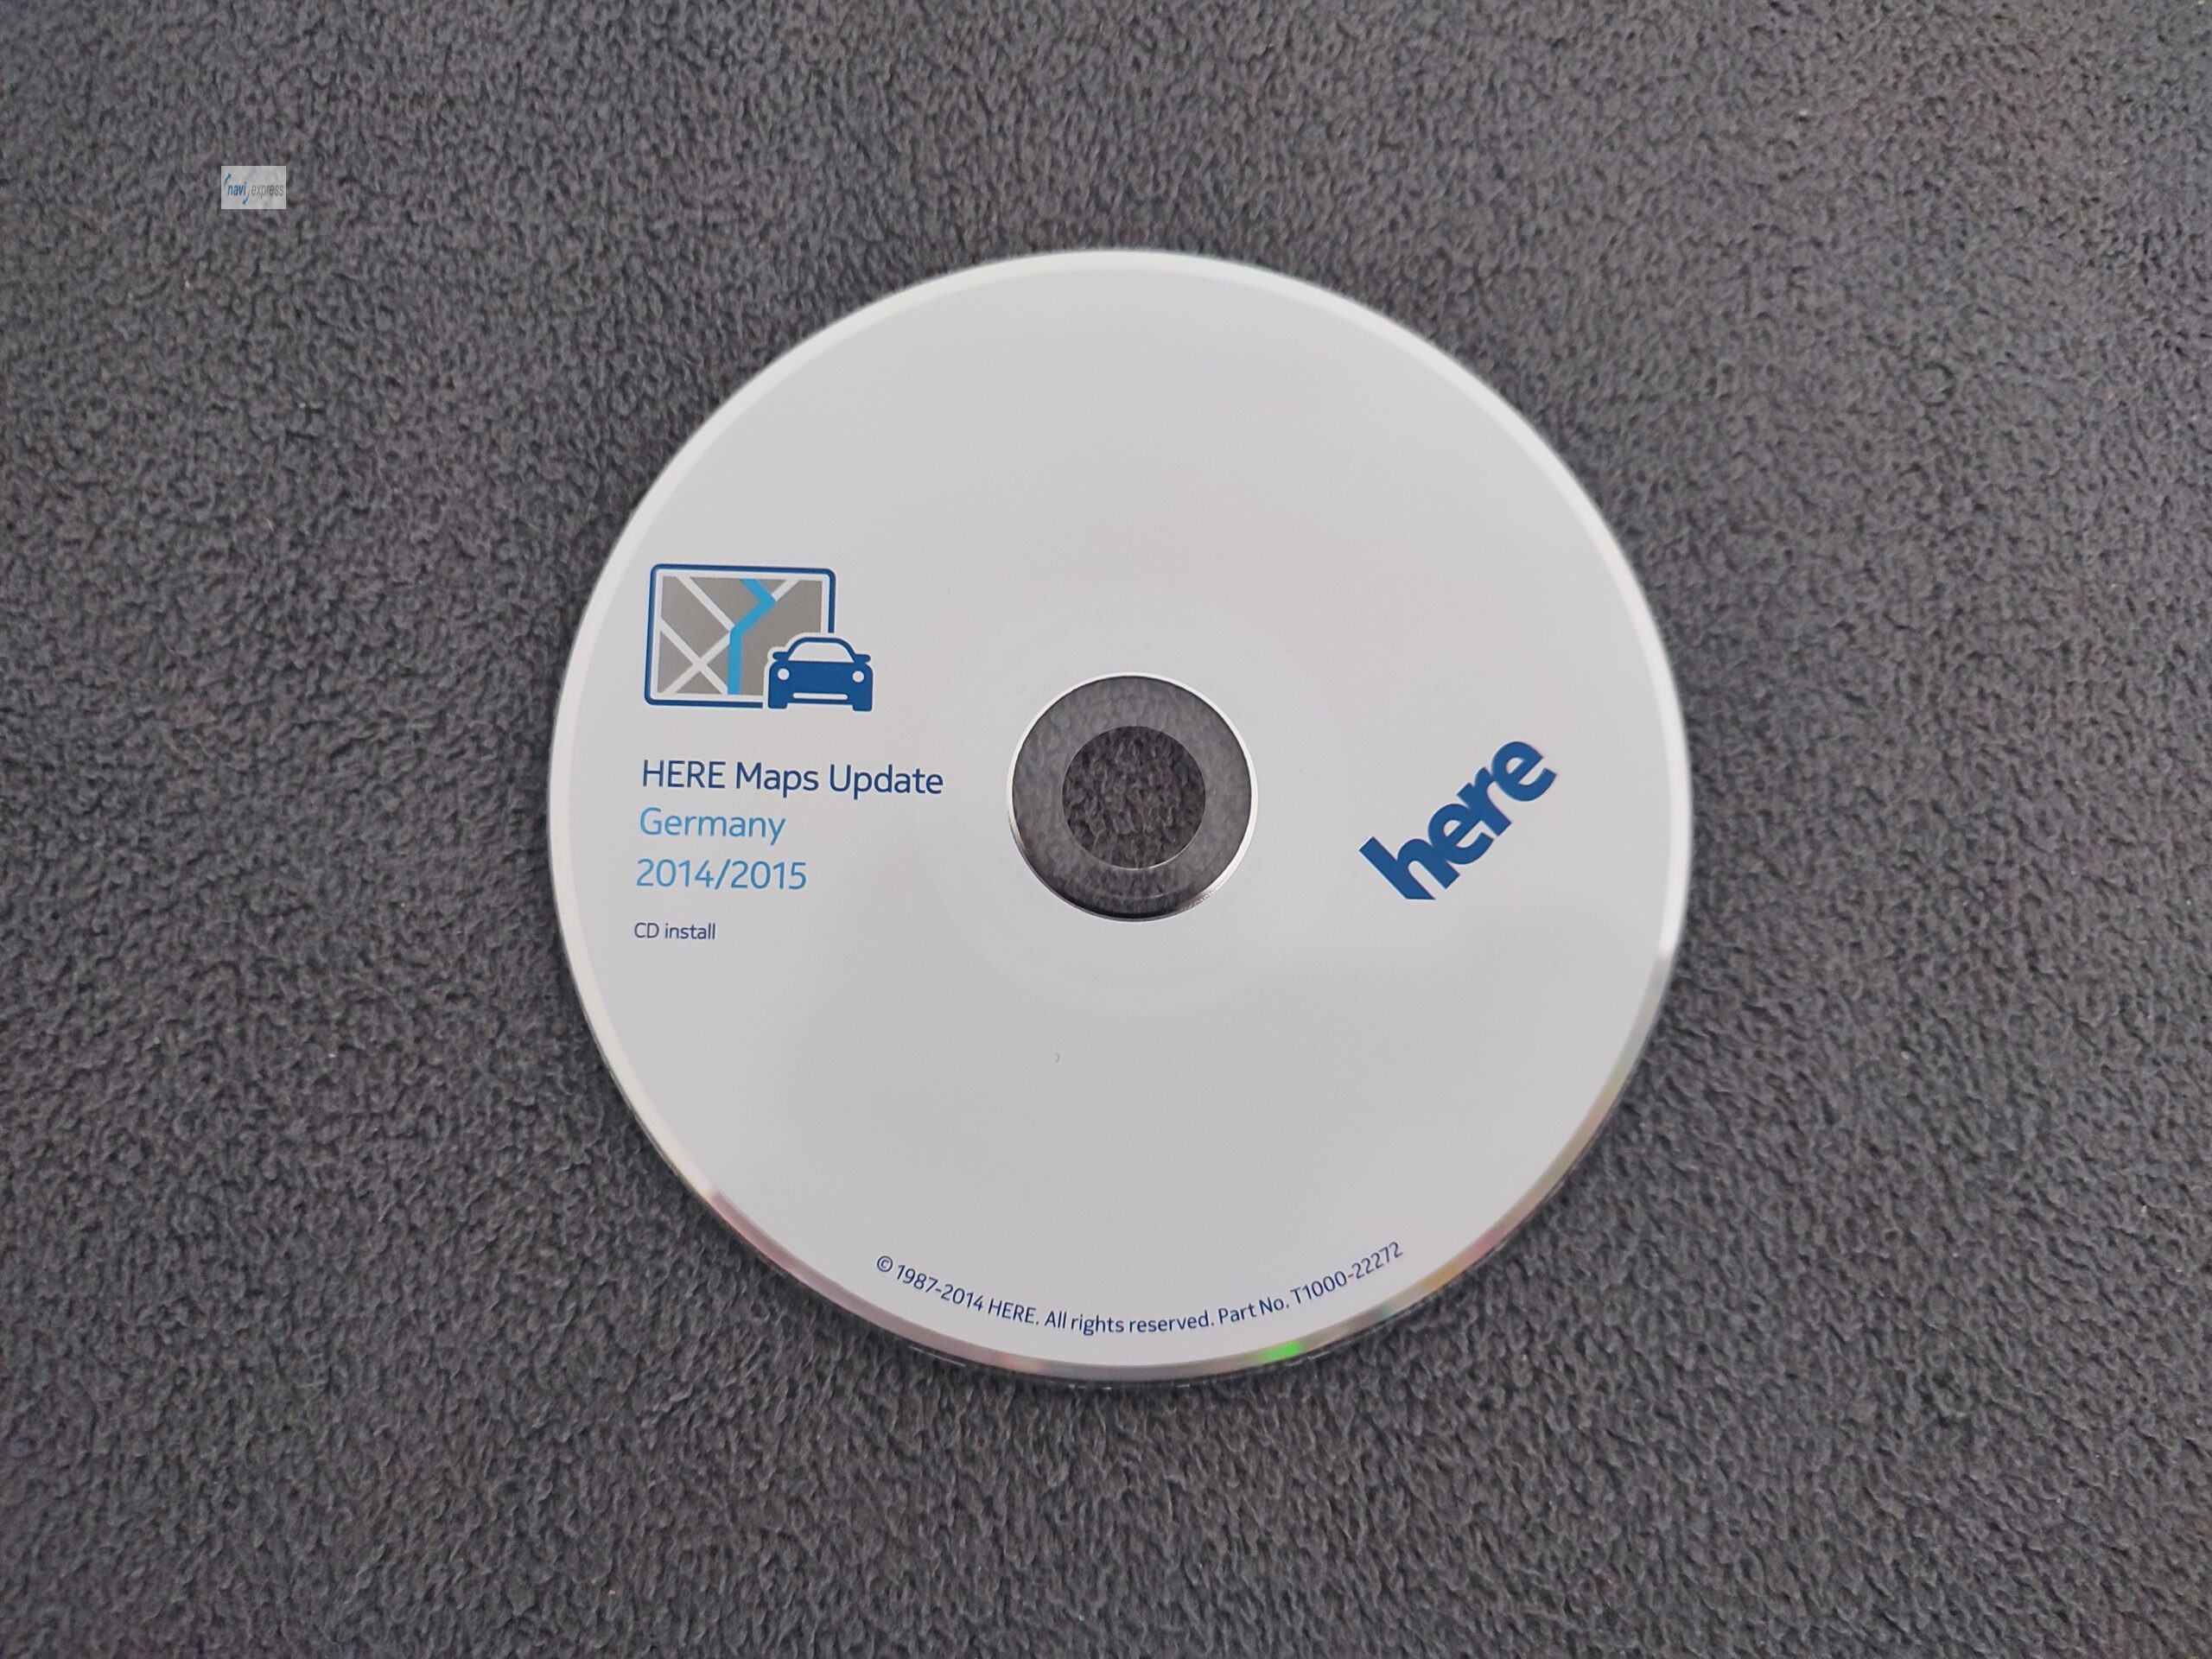 navi express
HERE Maps Update
Germany
2014/2015
CD install
here
© 1987-2014 HERE. All rights reserved. Part No. T1000-22272